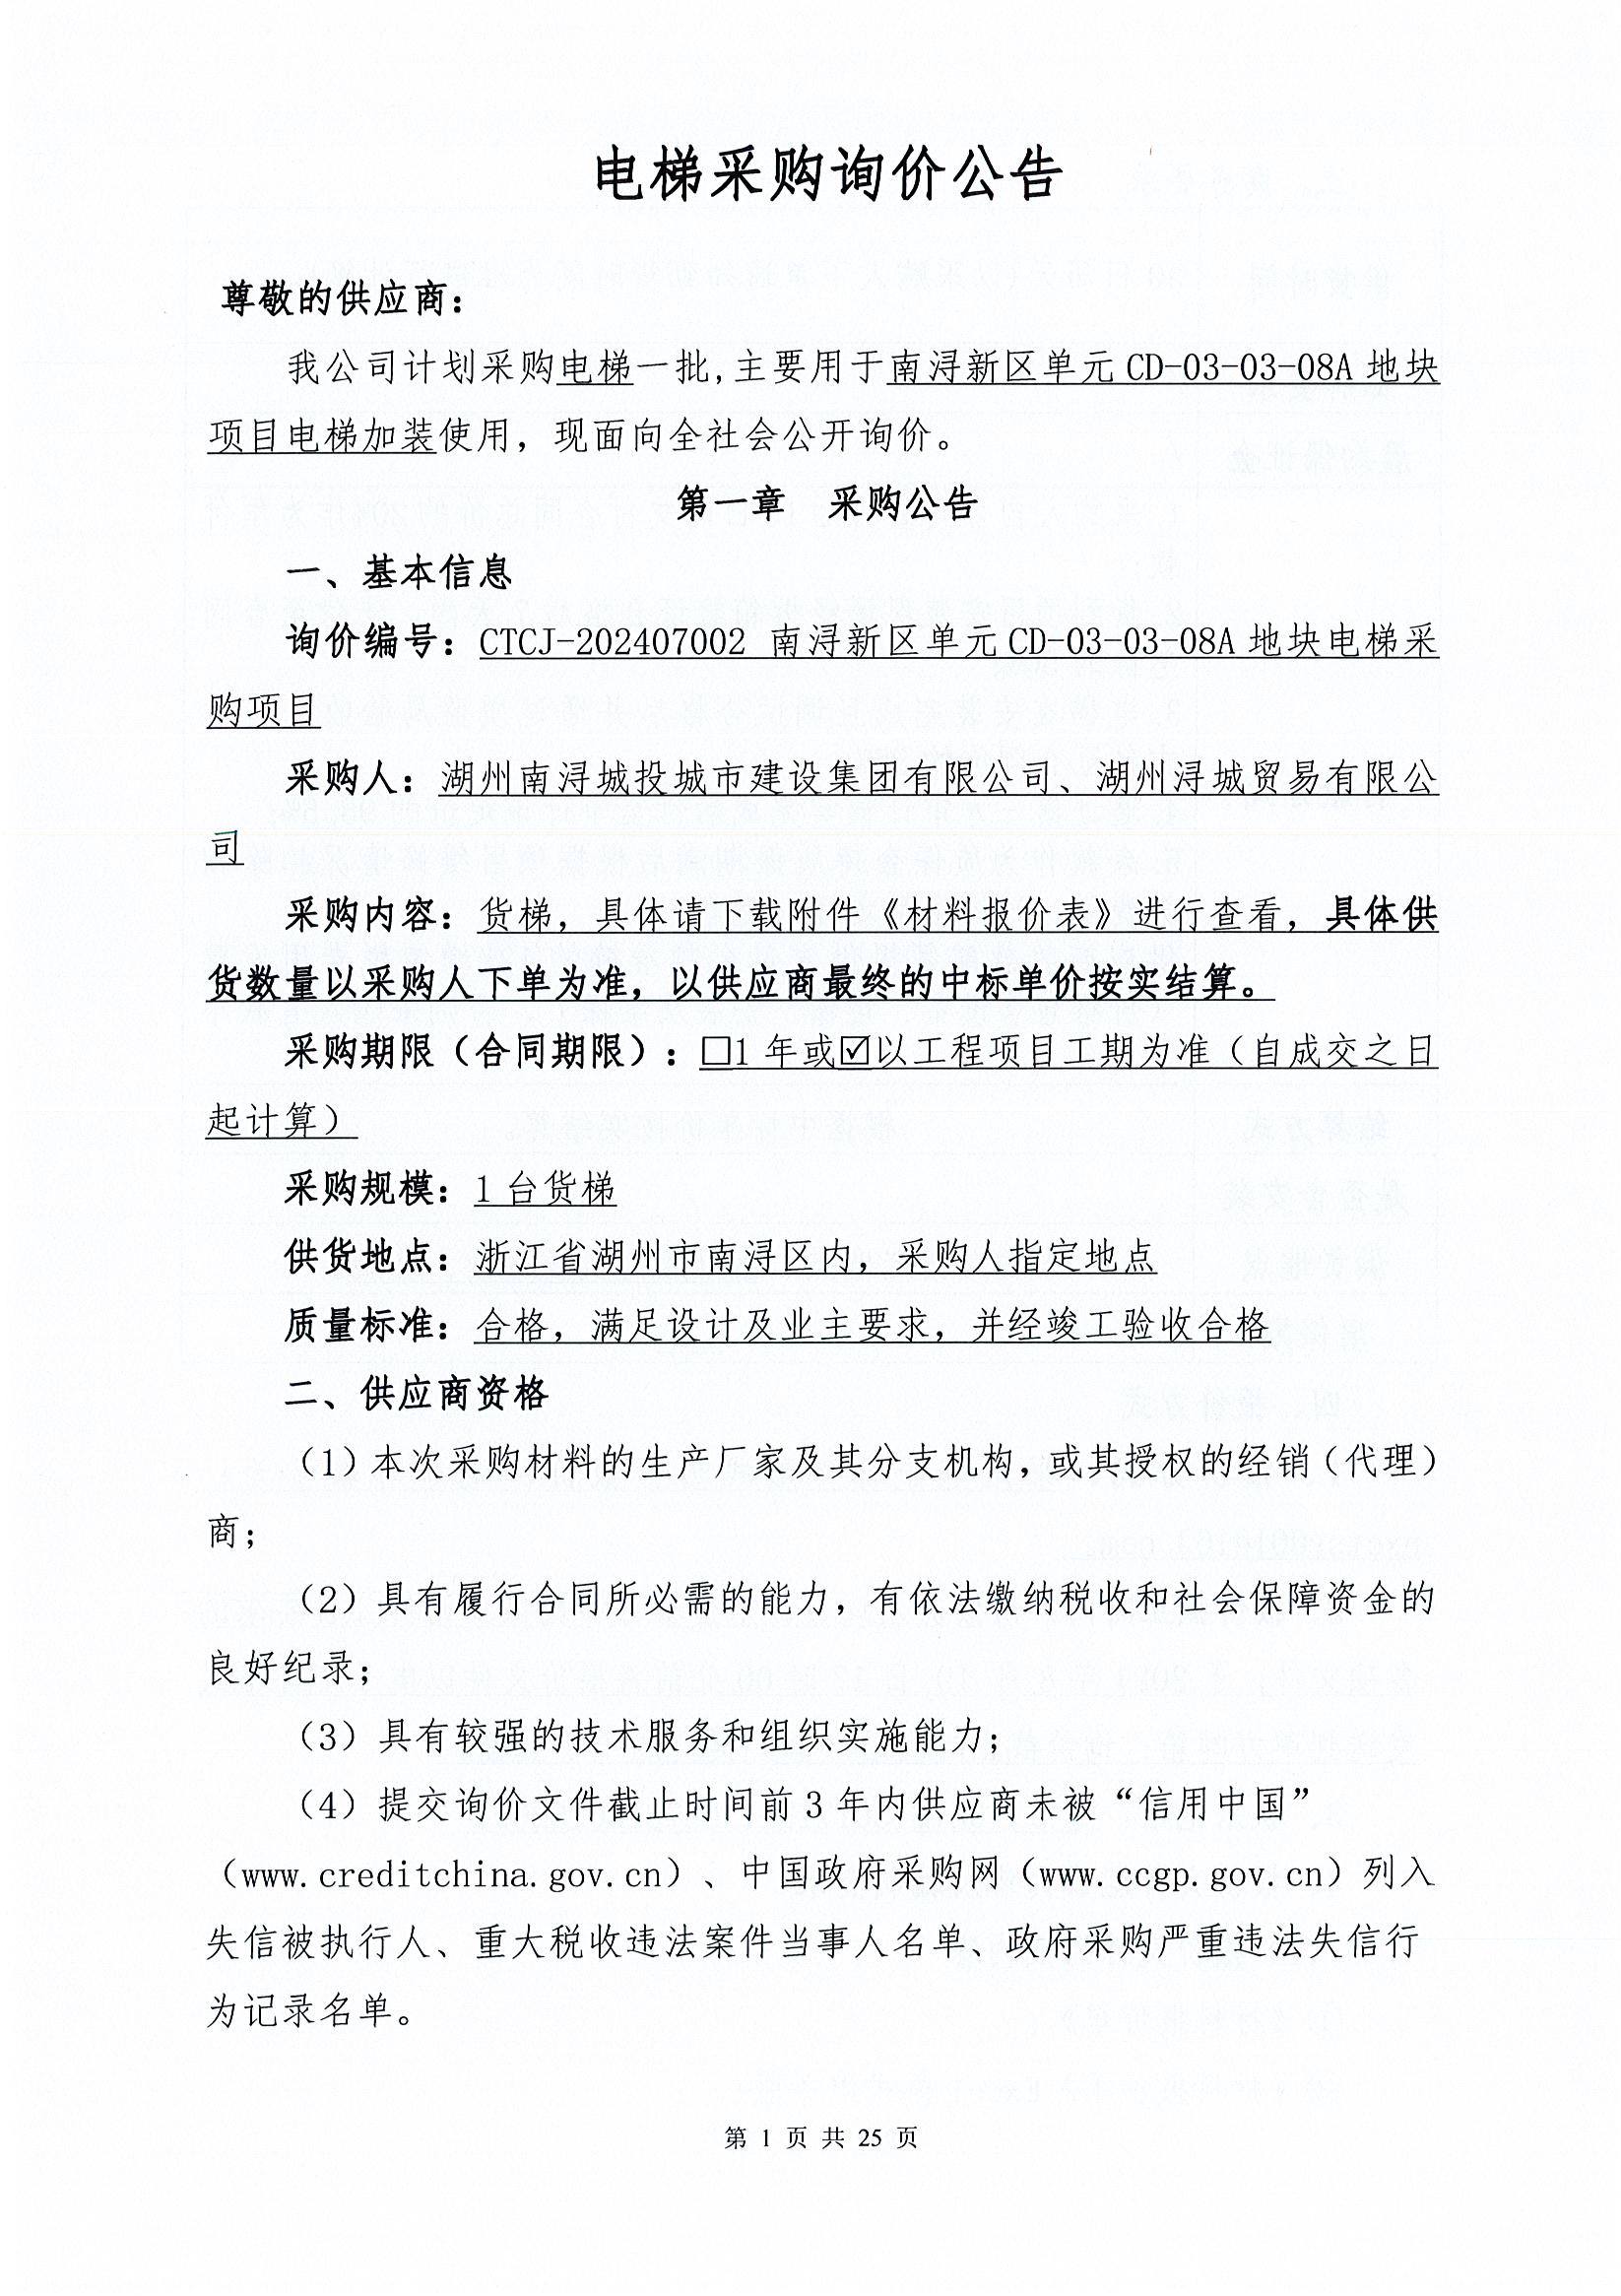 电梯采购询价公告
尊敬的供应商：
我公司计划采购电梯一批,主要用于南浔新区单元 CD-03-03-08A 地块
项目电梯加装使用，现面向全社会公开询价。
第一章 采购公告
一、基本信息
询价编号：CTCJ-202407002 南浔新区单元 CD-03-03-08A 地块电梯采
购项目
采购人：湖州南浔城投城市建设集团有限公司、湖州浔城贸易有限公
司
采购内容：货梯，具体请下载附件《材料报价表》进行查看，具体供
货数量以采购人下单为准，以供应商最终的中标单价按实结算。
采购期限（合同期限）：☐1 年或☑以工程项目工期为准（自成交之日
起计算）
采购规模：1 台货梯
供货地点：浙江省湖州市南浔区内，采购人指定地点
质量标准：合格，满足设计及业主要求，并经竣工验收合格
二、供应商资格
（1）本次采购材料的生产厂家及其分支机构，或其授权的经销（代理）
商；
（2）具有履行合同所必需的能力，有依法缴纳税收和社会保障资金的
良好纪录；
（3）具有较强的技术服务和组织实施能力；
（4）提交询价文件截止时间前 3 年内供应商未被“信用中国”
（www.creditchina.gov.cn）、中国政府采购网（www.ccgp.gov.cn）列入
失信被执行人、重大税收违法案件当事人名单、政府采购严重违法失信行
为记录名单。
第 1 页 共 25 页